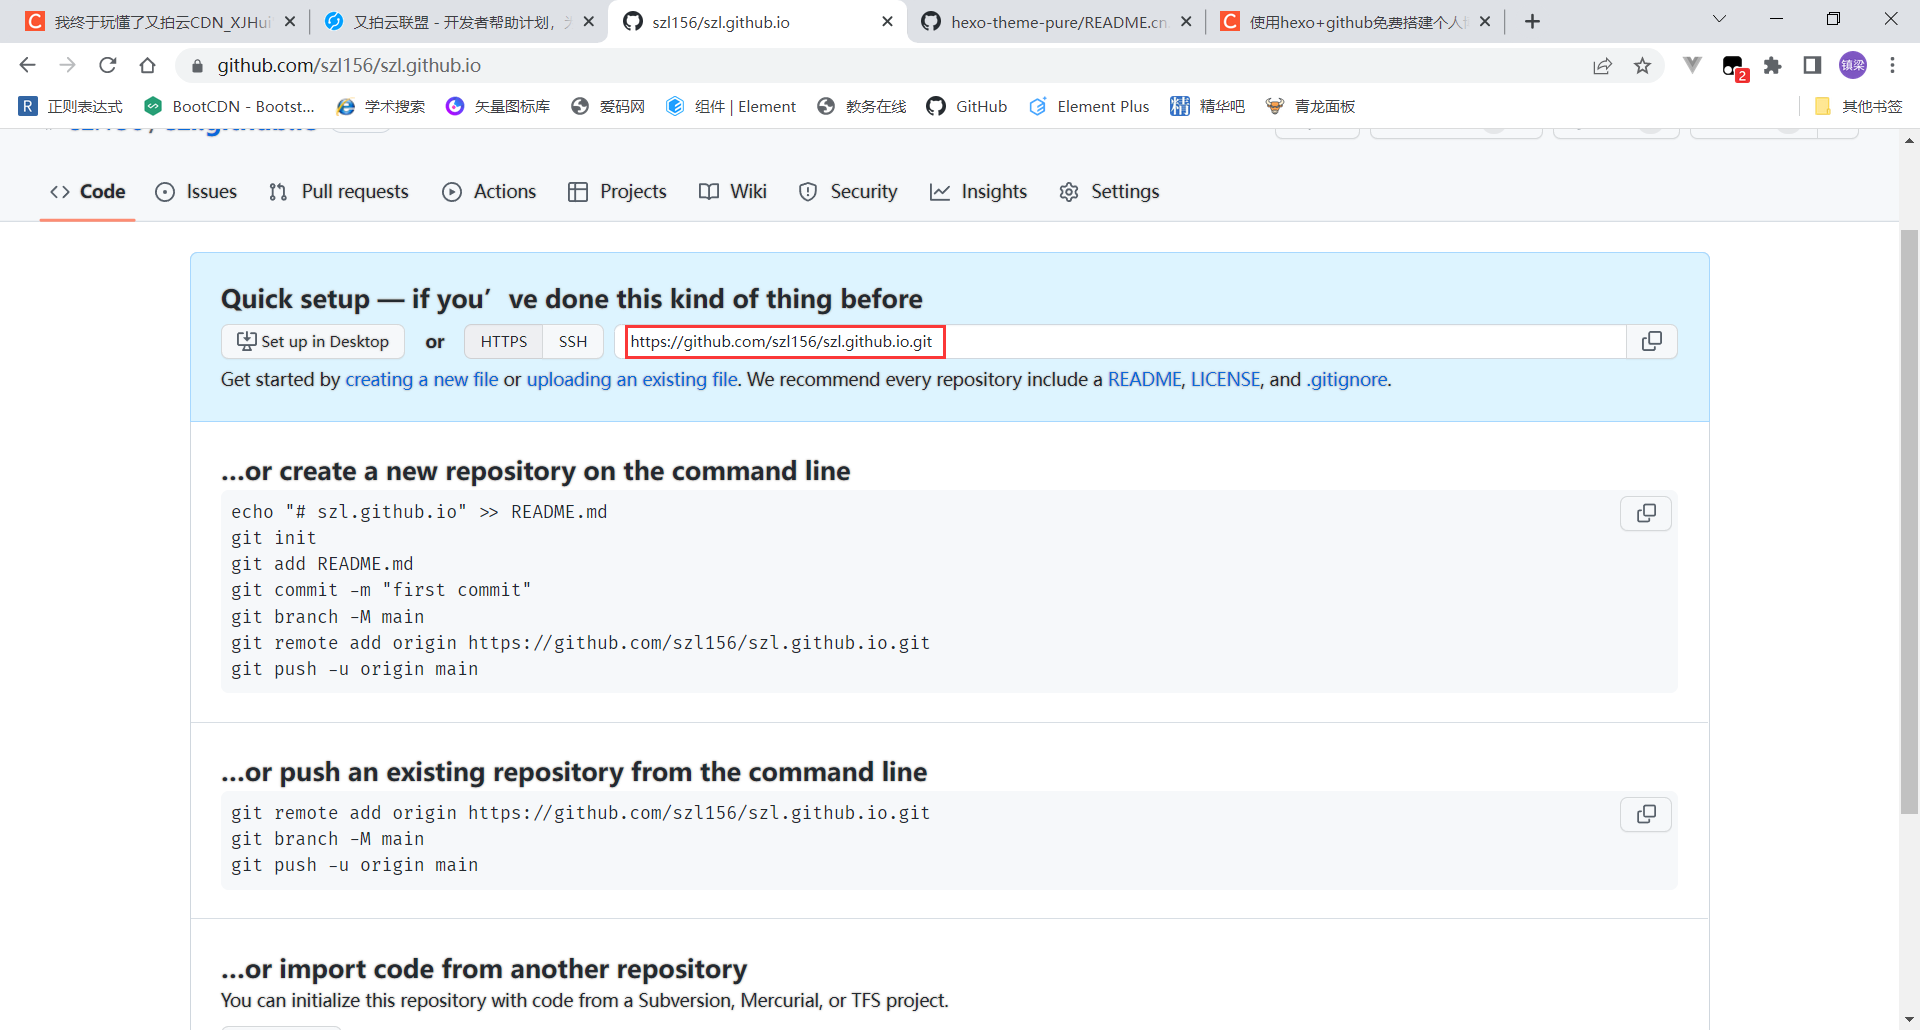 我终于玩懂了又拍云CDN_XJHui
又拍云联盟 - 开发者帮助计划，
szl156/szl.github.io
hexo-theme-pure/README.cn
使用hexo+github免费搭建个人
github.com/szl156/szl.github.io
2
镇梁
R 正则表达式
BootCDN - Bootst...
学术搜索
矢量图标库
爱码网
组件 | Element
教务在线
GitHub
Element Plus
精华吧
青龙面板
其他书签
Code
Issues
Pull requests
Actions
Projects
Wiki
Security
Insights
Settings
Quick setup — if you’ve done this kind of thing before
Set up in Desktop or HTTPS SSH https://github.com/szl156/szl.github.io.git
Get started by creating a new file or uploading an existing file. We recommend every repository include a README, LICENSE, and .gitignore.
…or create a new repository on the command line
echo "# szl.github.io" >> README.md
git init
git add README.md
git commit -m "first commit"
git branch -M main
git remote add origin https://github.com/szl156/szl.github.io.git
git push -u origin main
…or push an existing repository from the command line
git remote add origin https://github.com/szl156/szl.github.io.git
git branch -M main
git push -u origin main
…or import code from another repository
You can initialize this repository with code from a Subversion, Mercurial, or TFS project.